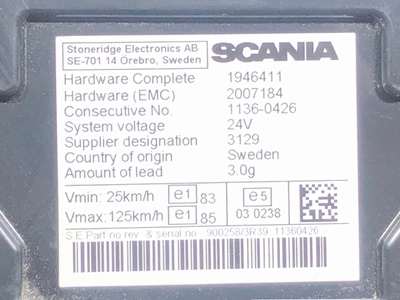 Stoneridge Electronics AB
SE-701 14 Örebro, Sweden
SCANIA
Hardware Complete 1946411
Hardware (EMC) 2007184
Consecutive No. 1136-0426
System voltage 24V
Supplier designation 3129
Country of origin Sweden
Amount of lead 3.0g
Vmin: 25km/h e1 83
Vmax: 125km/h e1 85
e5
03 0238
S.E Part no rev. & serial no. 900258/3R39 11360426